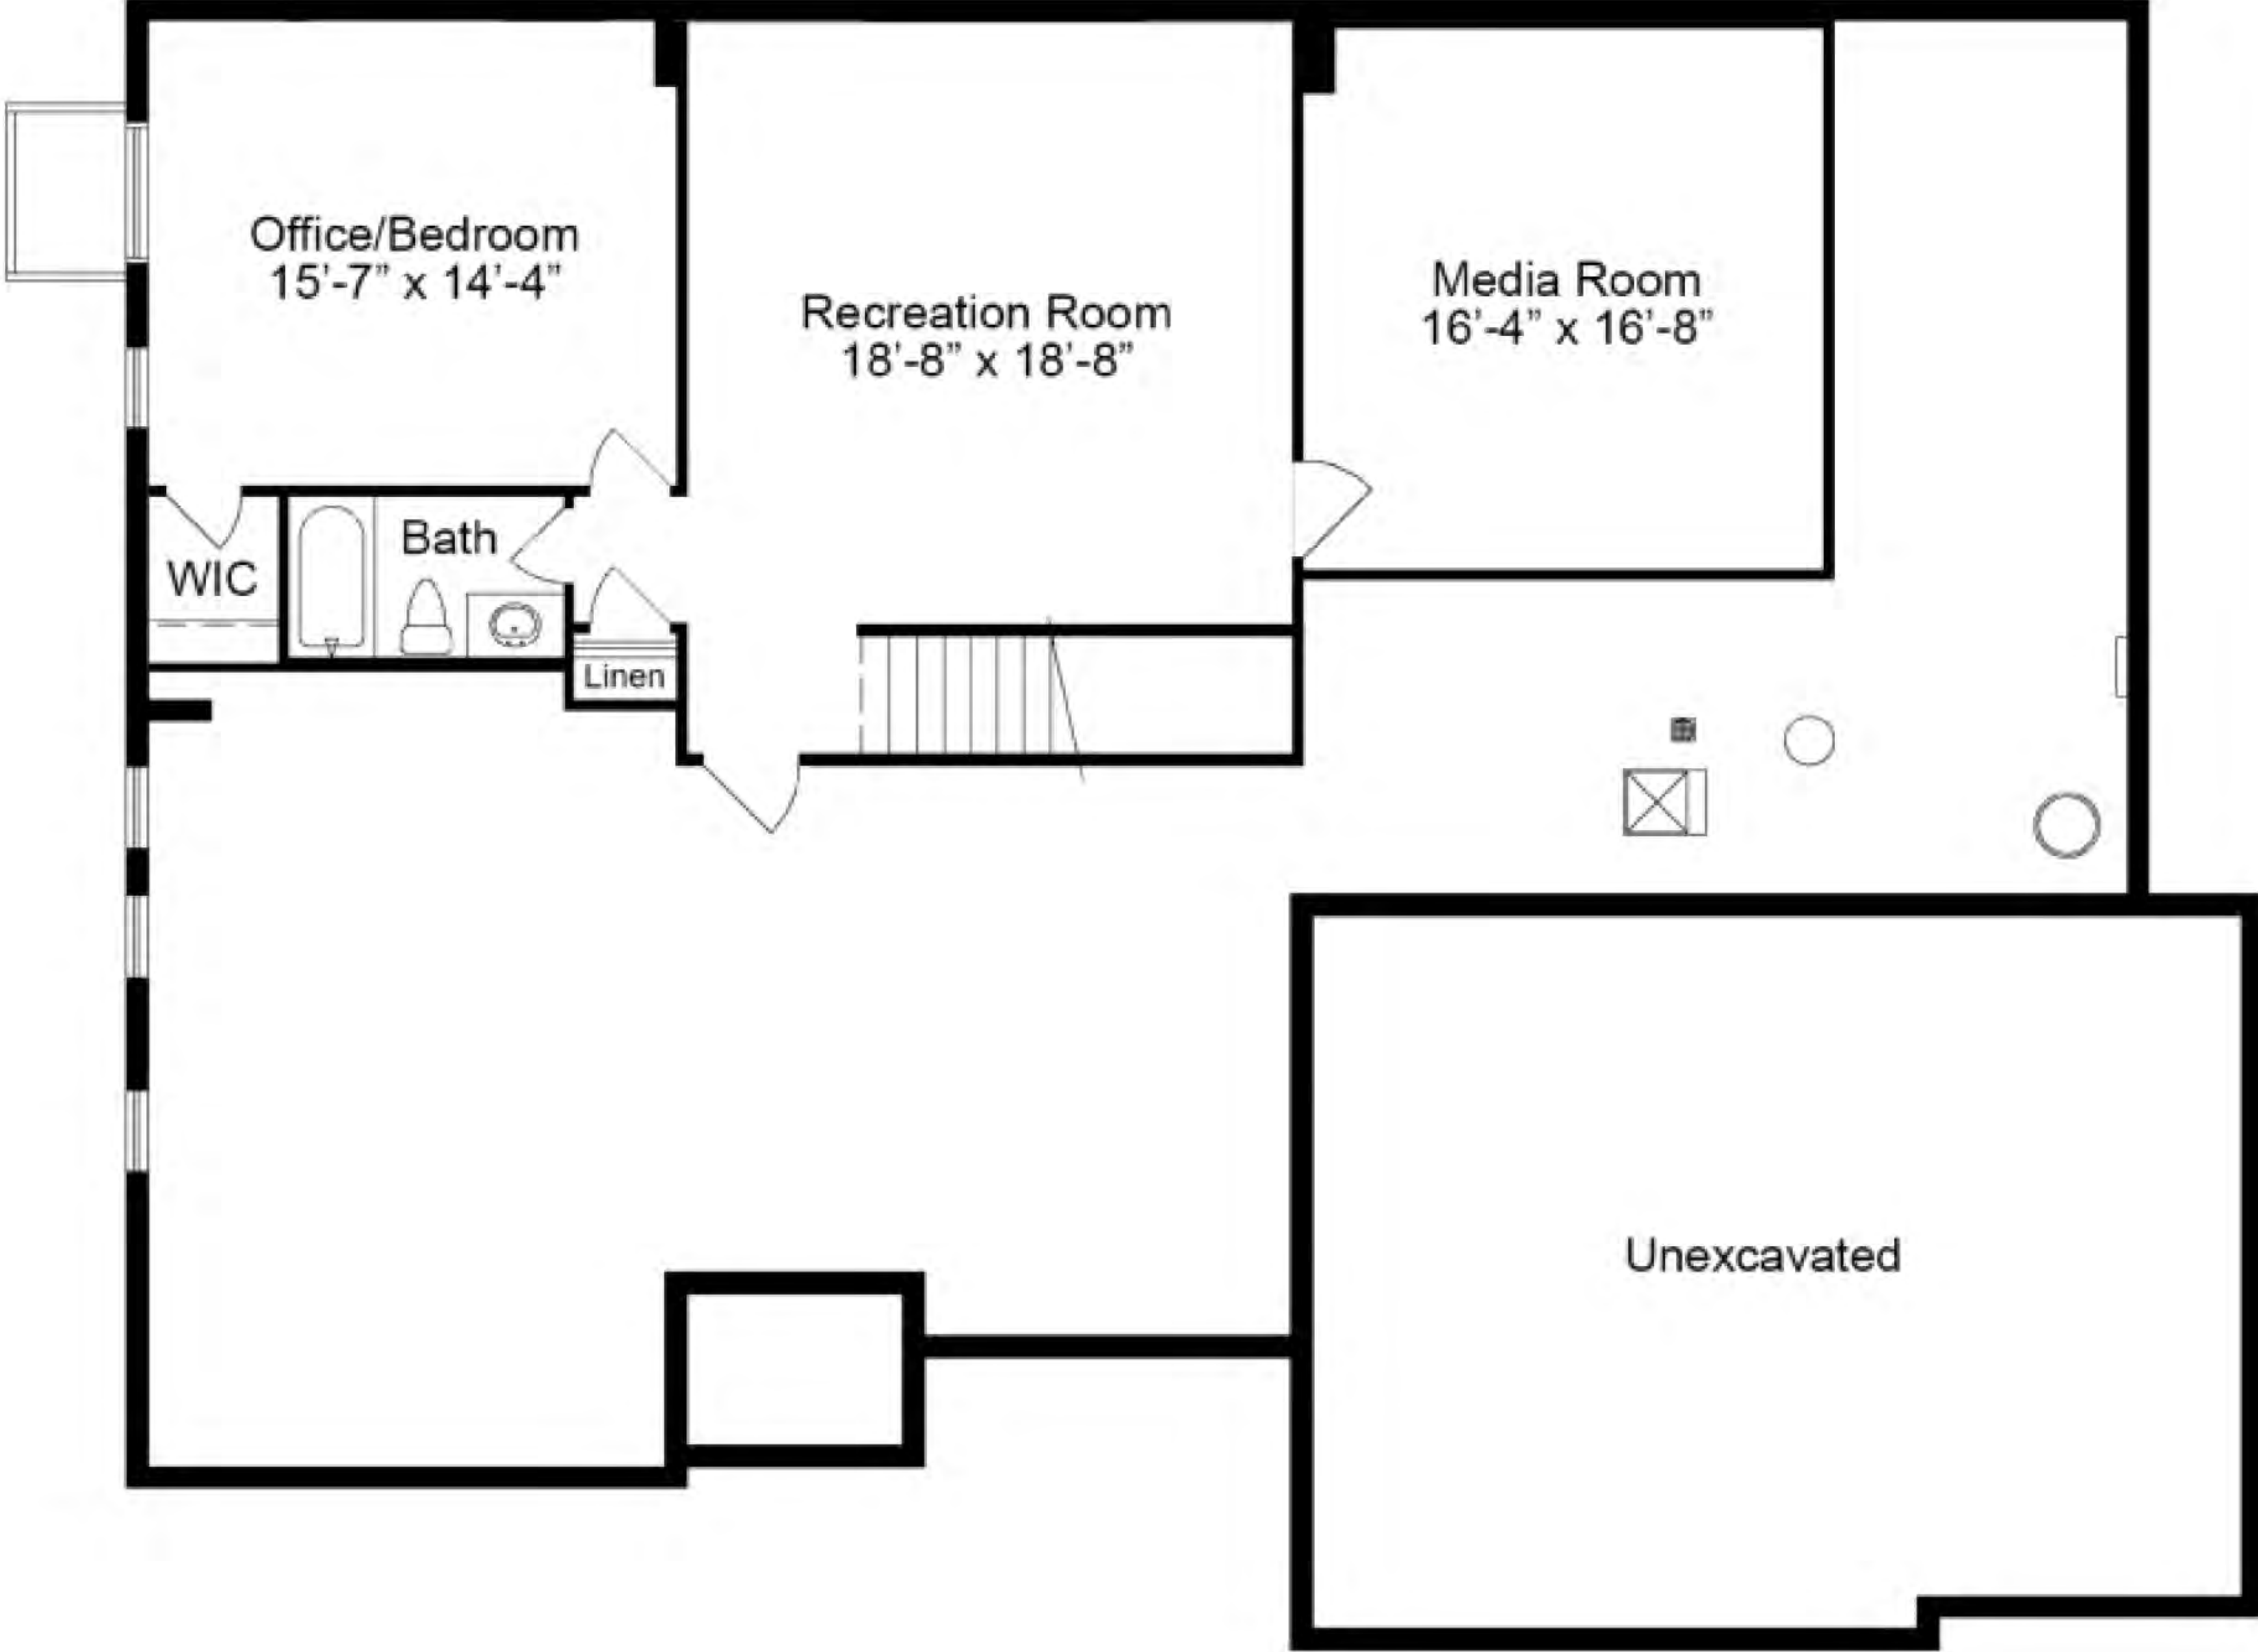 Office/Bedroom
15’-7” x 14’-4”
Recreation Room
18’-8” x 18’-8”
Media Room
16’-4” x 16’-8”
Bath
WIC
Linen
Unexcavated